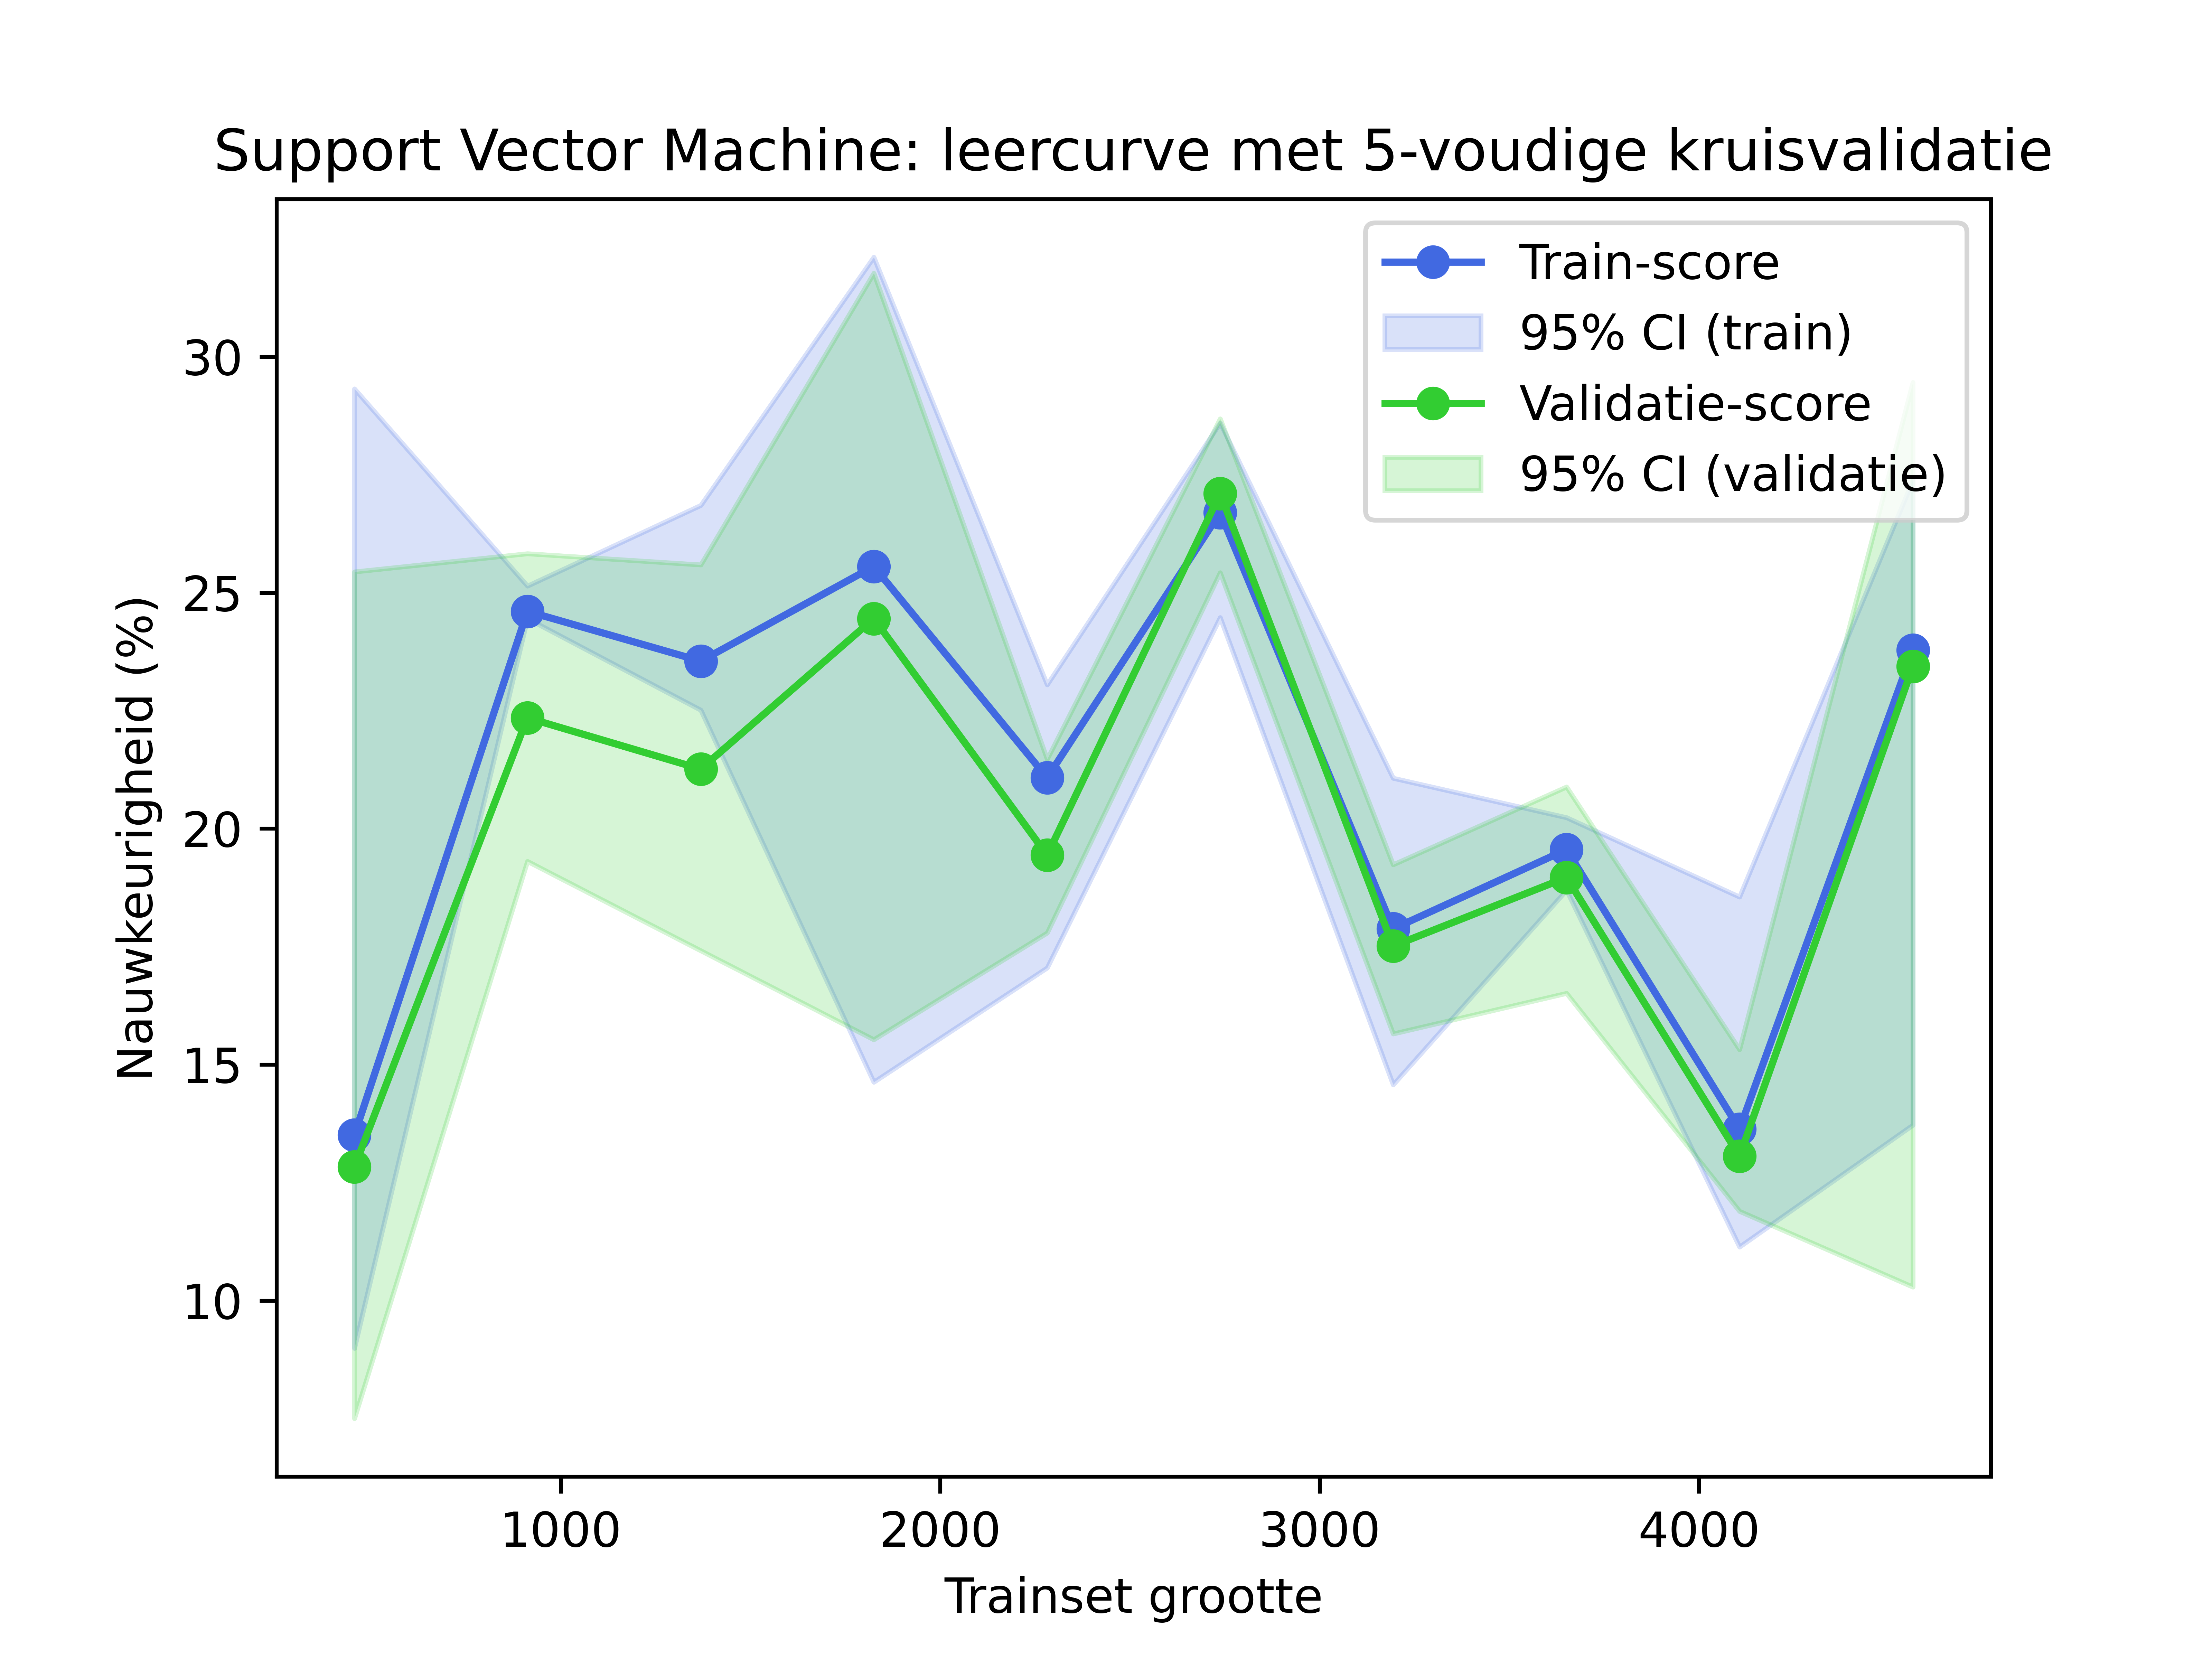 Support Vector Machine: leercurve met 5-voudige kruisvalidatie
Train-score
95% CI (train)
Validatie-score
95% CI (validatie)
Nauwkeurigheid (%)
30
25
20
15
10
1000 2000 3000 4000
Trainset grootte